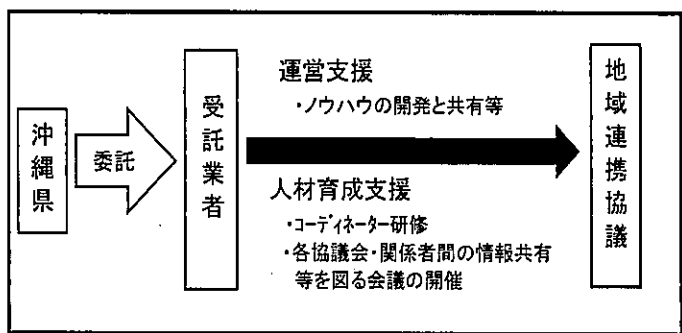 沖縄県
委託
受託業者
運営支援
・ノウハウの開発と共有等
人材育成支援
・コーディネーター研修
・各協議会・関係者間の情報共有
等を図る会議の開催
地域連携協議